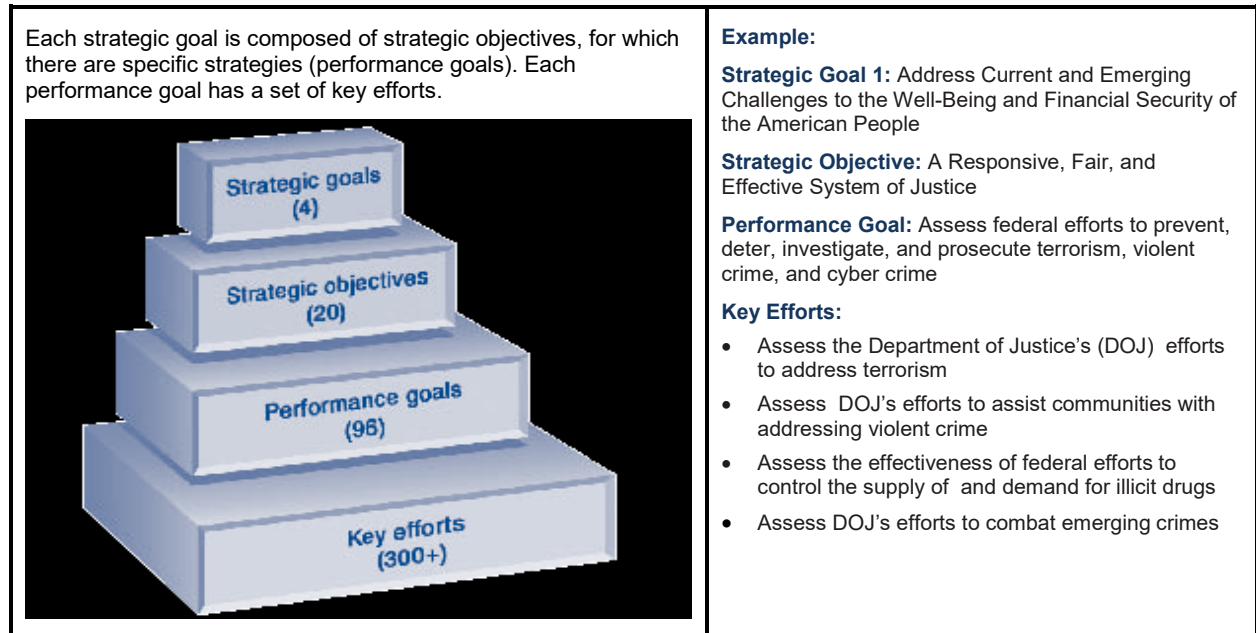 Each strategic goal is composed of strategic objectives, for which
there are specific strategies (performance goals). Each
performance goal has a set of key efforts.
Strategic goals
(4)
Strategic objectives
(20)
Performance goals
(96)
Key efforts
(300+)
Example:
Strategic Goal 1: Address Current and Emerging
Challenges to the Well-Being and Financial Security of
the American People
Strategic Objective: A Responsive, Fair, and
Effective System of Justice
Performance Goal: Assess federal efforts to prevent,
deter, investigate, and prosecute terrorism, violent
crime, and cyber crime
Key Efforts:
• Assess the Department of Justice's (DOJ) efforts
to address terrorism
• Assess DOJ's efforts to assist communities with
addressing violent crime
• Assess the effectiveness of federal efforts to
control the supply of and demand for illicit drugs
• Assess DOJ's efforts to combat emerging crimes